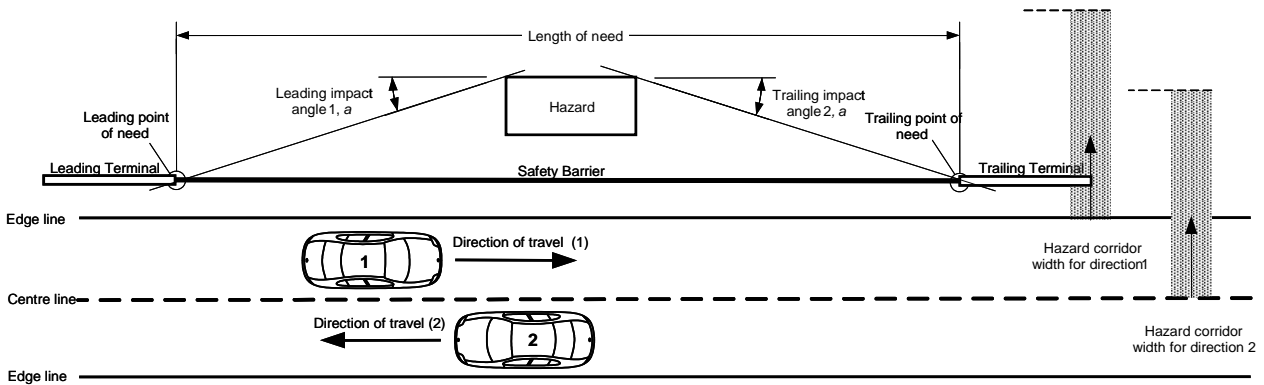 Length of need
Leading impact
angle 1, a
Hazard
Trailing impact
angle 2, a
Leading point
of need
Trailing point of
need
Leading Terminal
Safety Barrier
Trailing Terminal
Edge line
Direction of travel (1)
1
Hazard corridor
width for direction1
Centre line
Direction of travel (2)
2
Hazard corridor
width for direction 2
Edge line